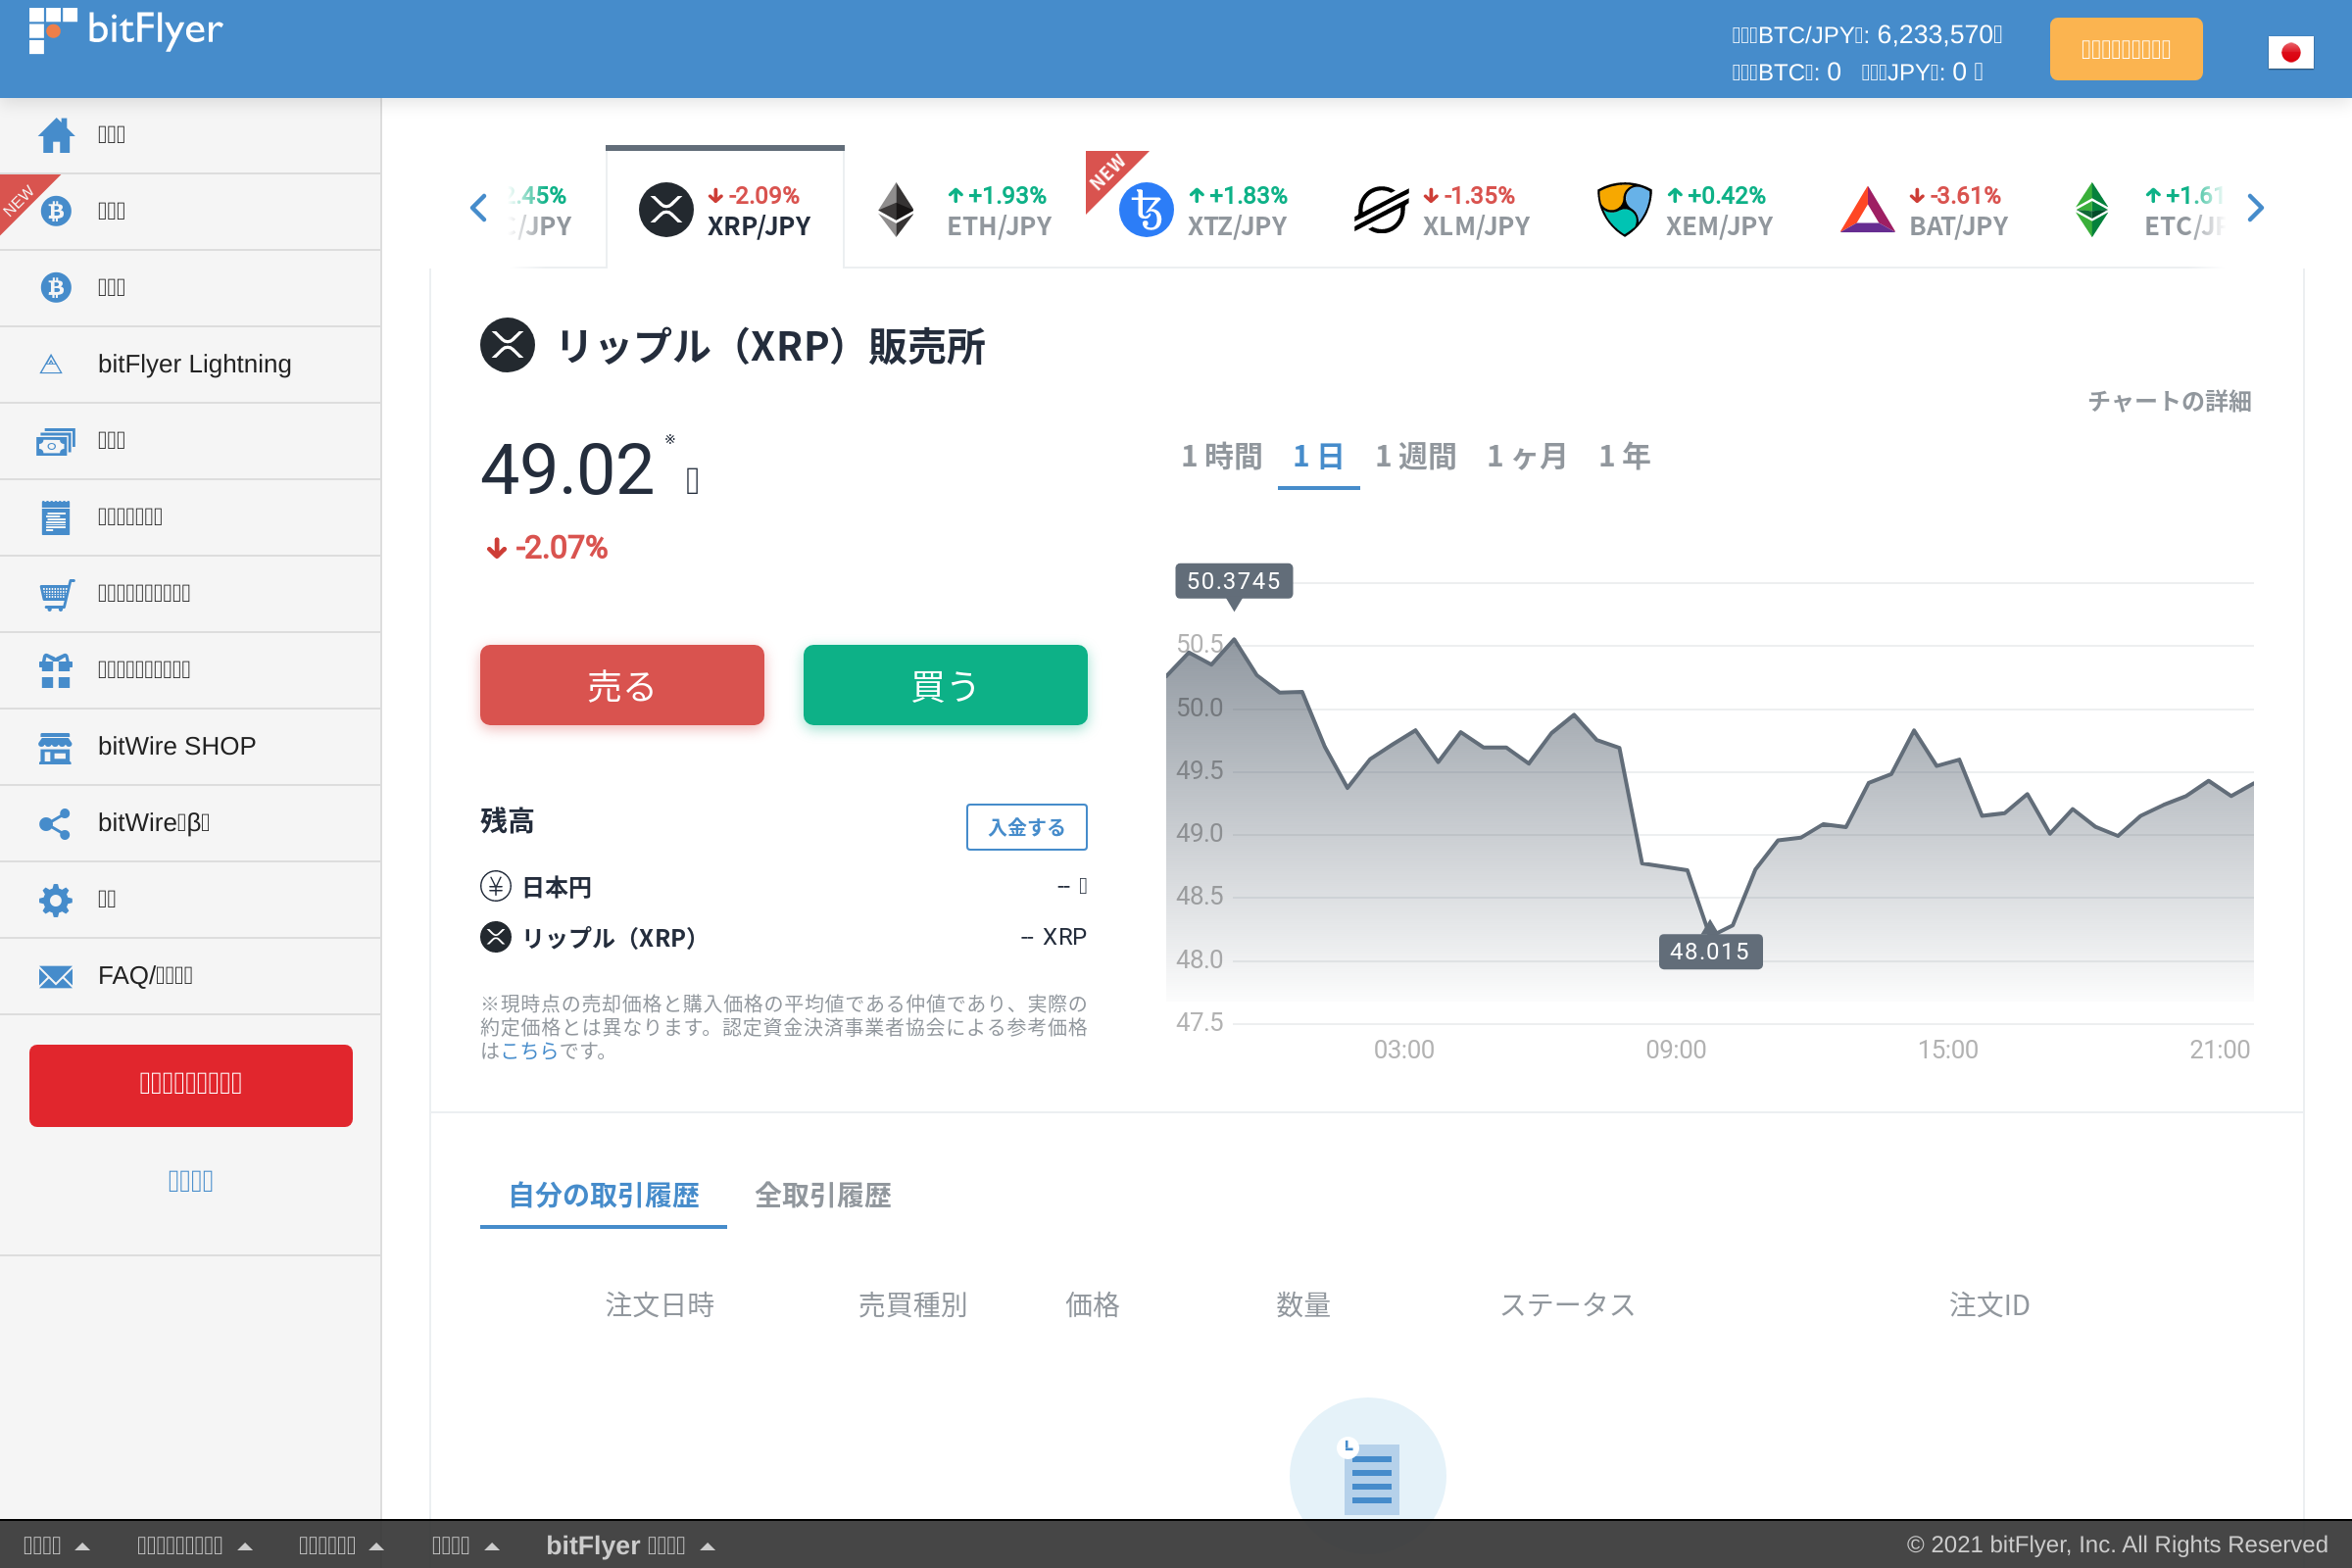 bitFlyer
BTC/JPY: 6,233,570
BTC: 0 JPY: 0
NEW
bitFlyer Lightning
bitWire SHOP
bitWire β
FAQ/
2.45%
/JPY
-2.09%
XRP/JPY
+1.93%
ETH/JPY
NEW
+1.83%
XTZ/JPY
-1.35%
XLM/JPY
+0.42%
XEM/JPY
-3.61%
BAT/JPY
+1.61
ETC/JP
リップル（XRP）販売所
チャートの詳細
49.02 ※
-2.07%
1 時間 1 日 1 週間 1 ヶ月 1 年
売る 買う
残高 入金する
日本円 --
リップル（XRP） -- XRP
※現時点の売却価格と購入価格の平均値である仲値であり、実際の
約定価格とは異なります。認定資金決済事業者協会による参考価格
はこちらです。
50.3745
50.5
50.0
49.5
49.0
48.5
48.015
48.0
47.5
03:00 09:00 15:00 21:00
自分の取引履歴 全取引履歴
注文日時 売買種別 価格 数量 ステータス 注文ID
bitFlyer
© 2021 bitFlyer, Inc. All Rights Reserved